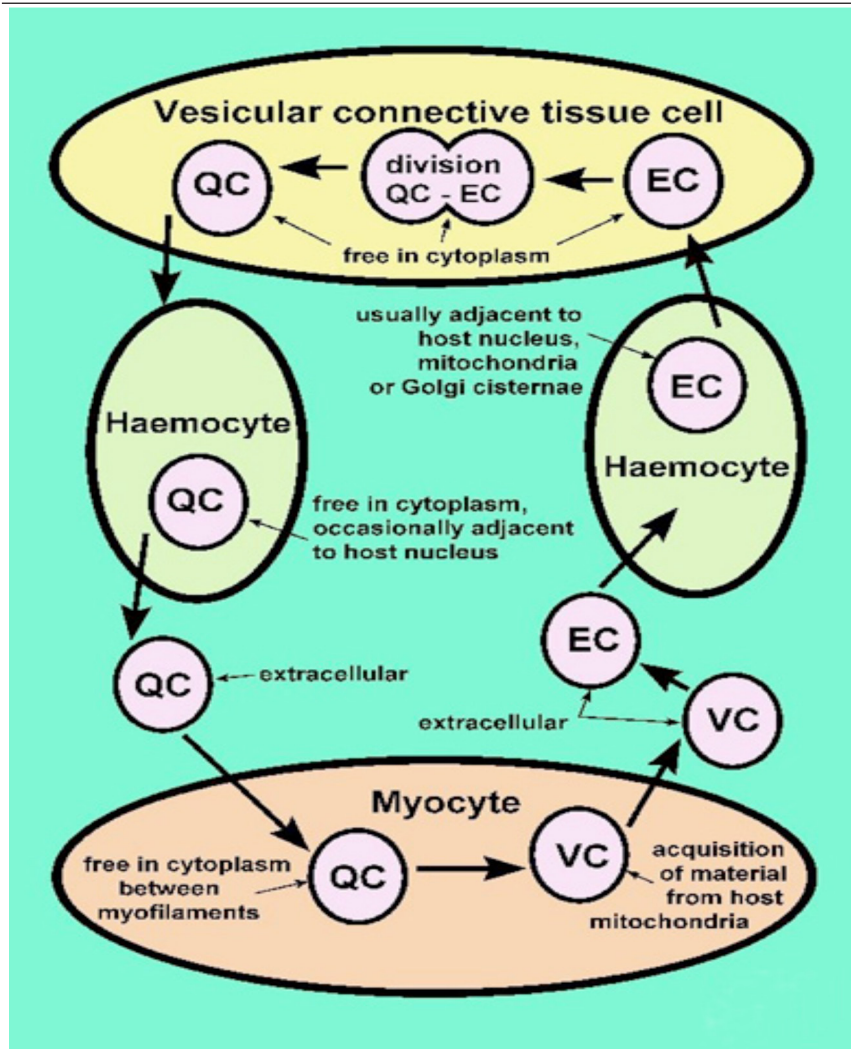 Vesicular connective tissue cell
QC
division
QC - EC
EC
free in cytoplasm
usually adjacent to
host nucleus,
mitochondria
or Golgi cisternae
EC
Haemocyte
Haemocyte
QC
free in cytoplasm,
occasionally adjacent
to host nucleus
EC
QC
extracellular
extracellular
VC
Myocyte
free in cytoplasm
between
myofilaments
QC
VC
acquisition
of material
from host
mitochondria